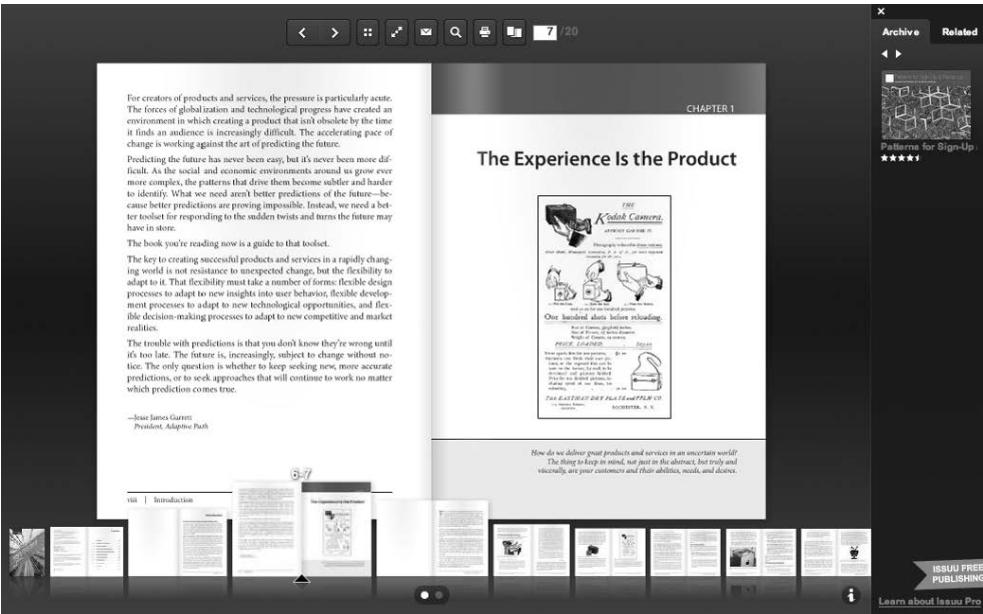 7 /20
Archive Related
Patterns for Sign-Up
For creators of products and services, the pressure is particularly acute.
The forces of globalization and technological progress have created an
environment in which creating a product that isn't obsolete by the time
it finds an audience is increasingly difficult. The accelerating pace of
change is working against the art of predicting the future.
Predicting the future has never been easy, but it's never been more dif-
ficult. As the social and economic environments around us grow ever
more complex, the patterns that drive them become subtler and harder
to identify. What we need aren't better predictions of the future—be-
cause better predictions are proving impossible. Instead, we need a bet-
ter toolset for responding to the sudden twists and turns the future may
have in store.
The book you're reading now is a guide to that toolset.
The key to creating successful products and services in a rapidly chang-
ing world is not resistance to unexpected change, but the flexibility to
adapt to it. That flexibility must take a number of forms: flexible design
processes to adapt to new insights into user behavior, flexible develop-
ment processes to adapt to new technological opportunities, and flex-
ible decision-making processes to adapt to new competitive and market
realities.
The trouble with predictions is that you don't know they're wrong until
it's too late. The future is, increasingly, subject to change without no-
tice. The only question is whether to keep seeking new, more accurate
predictions, or to seek approaches that will continue to work no matter
which prediction comes true.
—Jesse James Garrett
President, Adaptive Path
viii | Introduction
CHAPTER 1
The Experience Is the Product
THE
Kodak Camera.
One hundred shots before reloading.
PRICE, LOADED,
THE EASTMAN DRY PLATE and FILM CO.
ROCHESTER, N. Y.
How do we deliver great products and services in an uncertain world?
The thing to keep in mind, not just in the abstract, but truly and
viscerally, are your customers and their abilities, needs, and desires.
6-7
The Experience Is the Product
ISSUU FREE
PUBLISHING
Learn about Issuu Pro